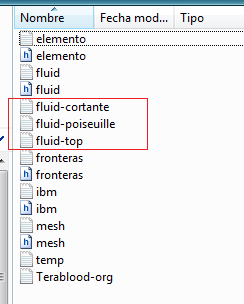 Nombre Fecha mod... Tipo
elemento
elemento
fluid
fluid
fluid-cortante
fluid-poiseuille
fluid-top
fronteras
fronteras
ibm
ibm
mesh
mesh
temp
Terablood-org